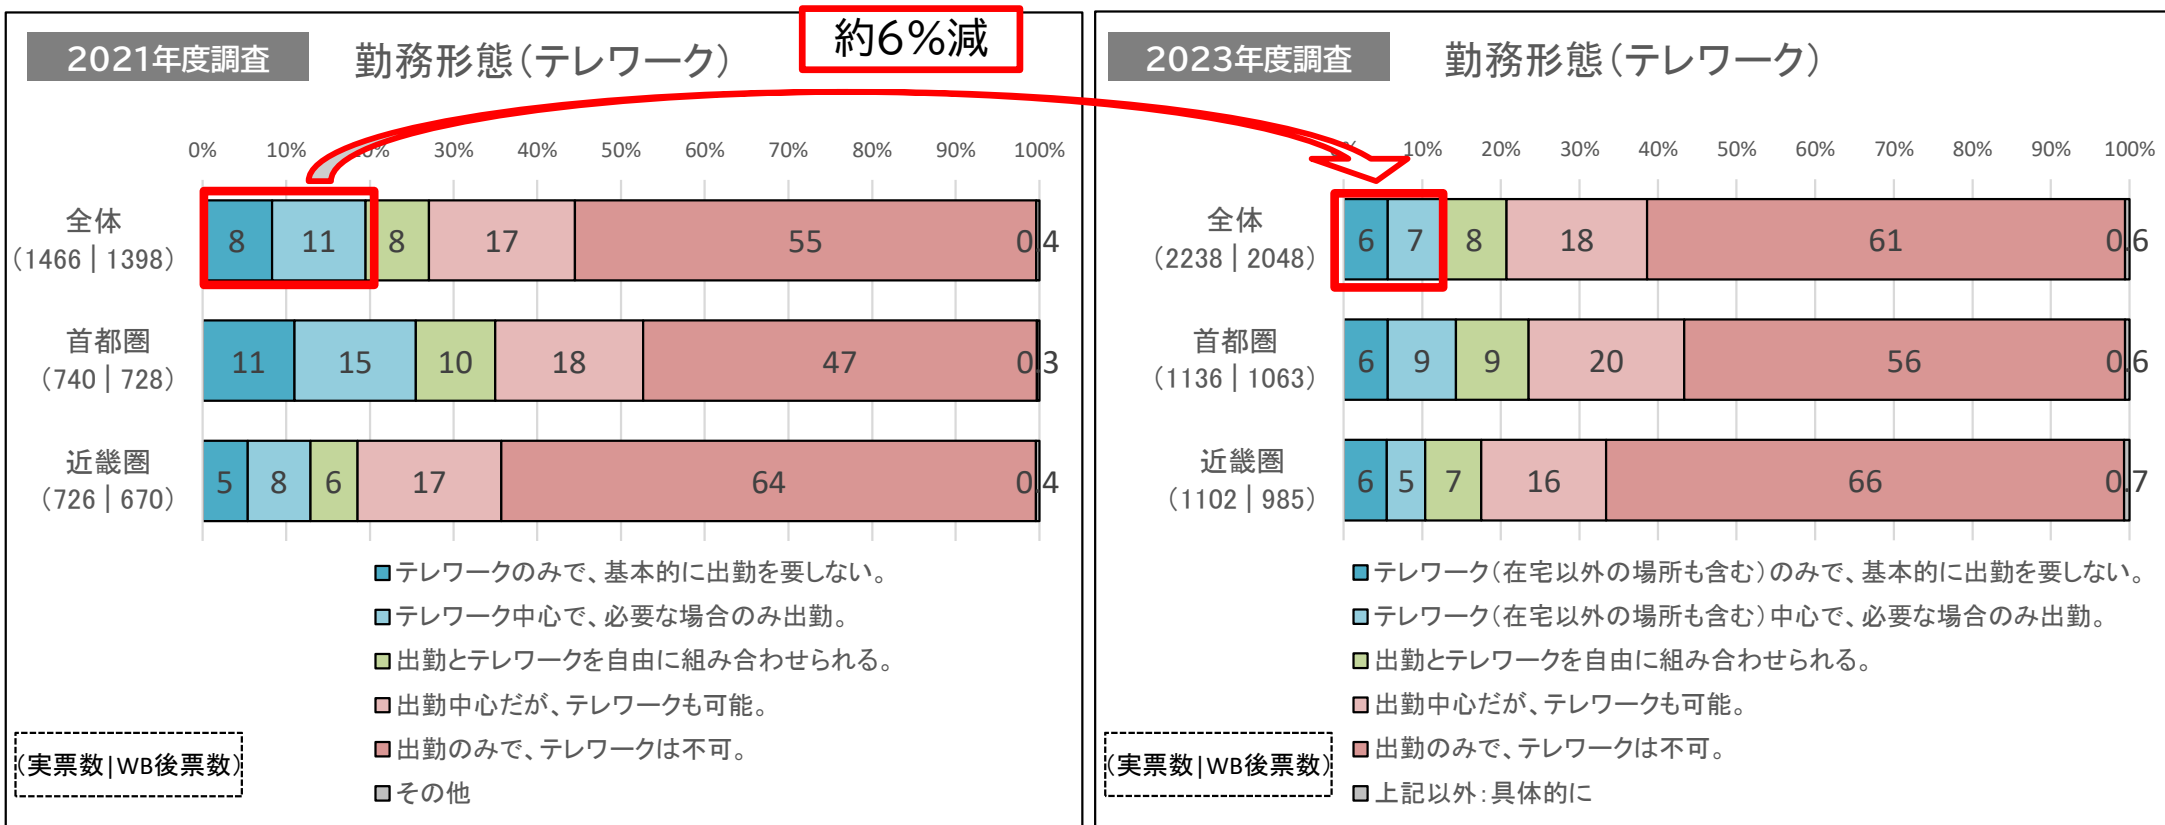 約6％減
2021年度調査
勤務形態（テレワーク）
0% 10% 20% 30% 40% 50% 60% 70% 80% 90% 100%
全体
（1466｜1398）
8 11 8 17 55 0.4
首都圏
（740｜728）
11 15 10 18 47 0.3
近畿圏
（726｜670）
5 8 6 17 64 0.4
テレワークのみで、基本的に出勤を要しない。
テレワーク中心で、必要な場合のみ出勤。
出勤とテレワークを自由に組み合わせられる。
出勤中心だが、テレワークも可能。
出勤のみで、テレワークは不可。
その他
（実票数|WB後票数）
2023年度調査
勤務形態（テレワーク）
% 10% 20% 30% 40% 50% 60% 70% 80% 90% 100%
全体
（2238｜2048）
6 7 8 18 61 0.6
首都圏
（1136｜1063）
6 9 9 20 56 0.6
近畿圏
（1102｜985）
6 5 7 16 66 0.7
テレワーク（在宅以外の場所も含む）のみで、基本的に出勤を要しない。
テレワーク（在宅以外の場所も含む）中心で、必要な場合のみ出勤。
出勤とテレワークを自由に組み合わせられる。
出勤中心だが、テレワークも可能。
出勤のみで、テレワークは不可。
上記以外：具体的に
（実票数|WB後票数）